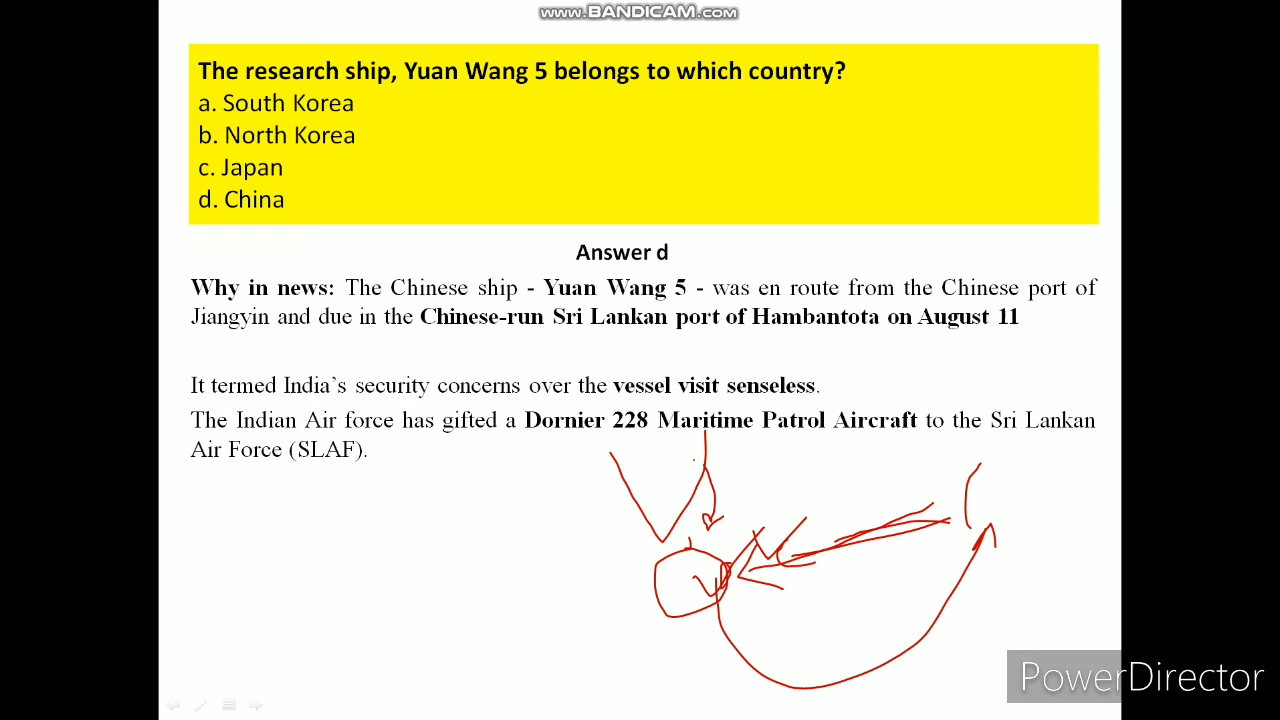 www.BANDICAM.com
The research ship, Yuan Wang 5 belongs to which country?
a. South Korea
b. North Korea
c. Japan
d. China
Answer d
Why in news: The Chinese ship - Yuan Wang 5 - was en route from the Chinese port of
Jiangyin and due in the Chinese-run Sri Lankan port of Hambantota on August 11
It termed India's security concerns over the vessel visit senseless.
The Indian Air force has gifted a Dornier 228 Maritime Patrol Aircraft to the Sri Lankan
Air Force (SLAF).
PowerDirector